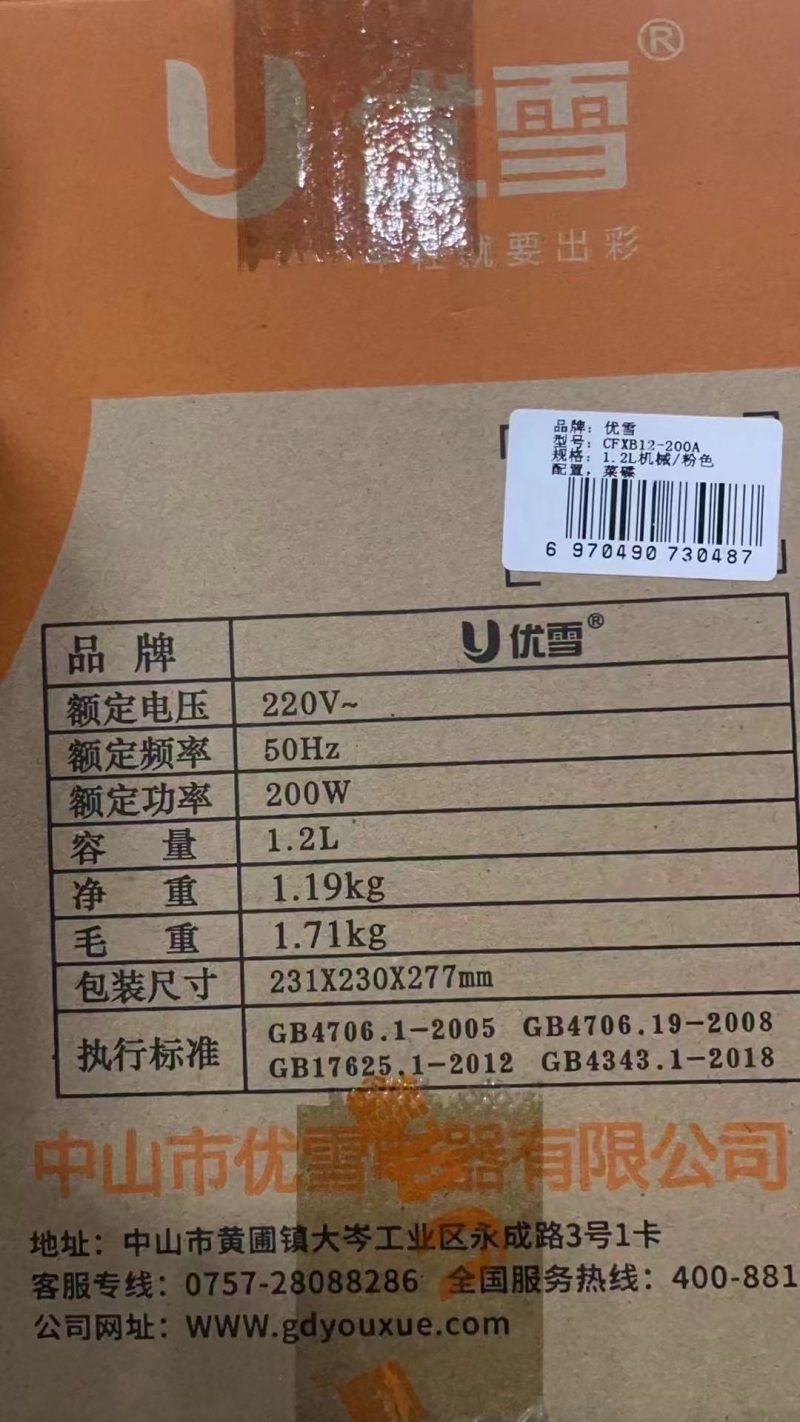 优雪®
就要出彩
品牌：优雪
型号：CFXB12-200A
规格：1.2L机械/粉色
配置，菜碟
6 970490 730487
品牌 优雪®
额定电压 220V~
额定频率 50Hz
额定功率 200W
容量 1.2L
净重 1.19kg
毛重 1.71kg
包装尺寸 231X230X277mm
执行标准 GB4706.1-2005 GB4706.19-2008
GB17625.1-2012 GB4343.1-2018
中山市优雪电器有限公司
地址：中山市黄圃镇大岑工业区永成路3号1卡
客服专线：0757-28088286 全国服务热线：400-881
公司网址：WWW.gdyouxue.com